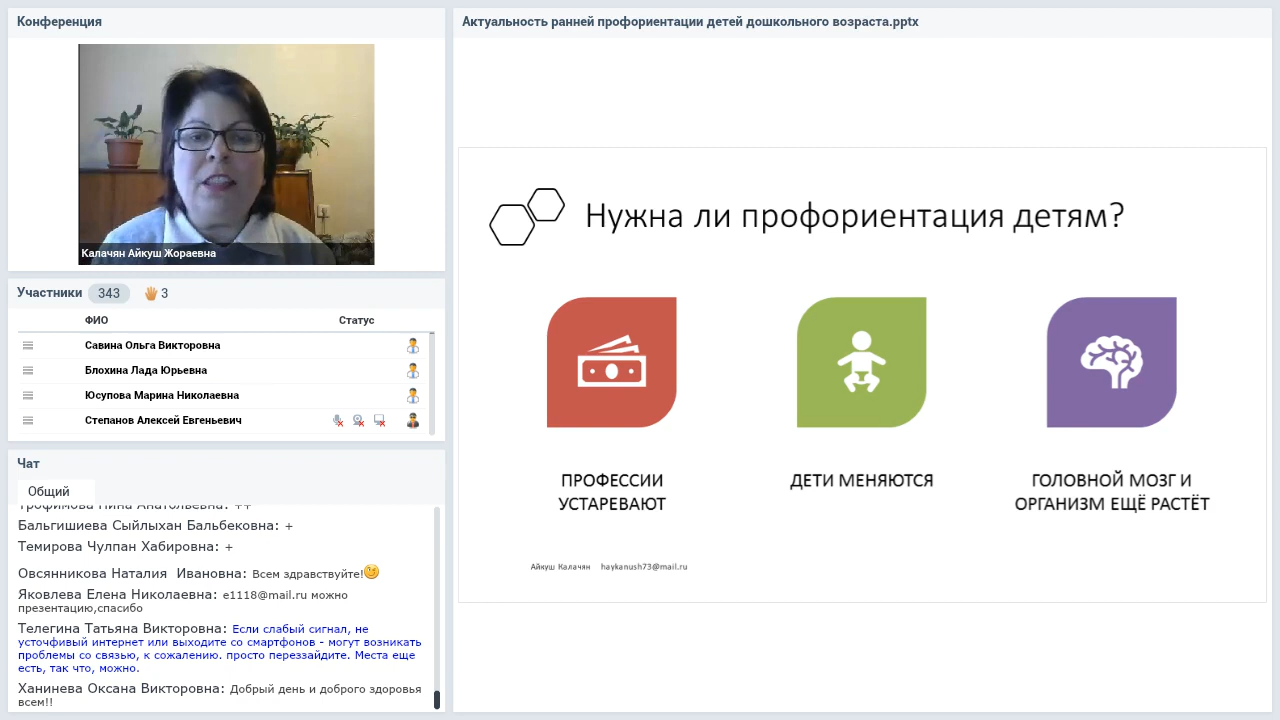 Конференция
Калачян Айкуш Жораевна
Участники 343 3
ФИО Статус
Савина Ольга Викторовна
Блохина Лада Юрьевна
Юсупова Марина Николаевна
Степанов Алексей Евгеньевич
Чат
Общий
Трофимова Нина Анатольевна: ++
Бальгишиева Сыйлыхан Бальбековна: +
Темирова Чулпан Хабировна: +
Овсянникова Наталия Ивановна: Всем здравствуйте!
Яковлева Елена Николаевна: e1118@mail.ru можно
презентацию,спасибо
Телегина Татьяна Викторовна: Если слабый сигнал, не
усточфивый интернет или выходите со смартфонов - могут возникать
проблемы со связью, к сожалению. просто переззайдите. Места еще
есть, так что, можно.
Ханинева Оксана Викторовна: Добрый день и доброго здоровья
всем!!
Актуальность ранней профориентации детей дошкольного возраста.pptx
Нужна ли профориентация детям?
ПРОФЕССИИ
УСТАРЕВАЮТ
ДЕТИ МЕНЯЮТСЯ
ГОЛОВНОЙ МОЗГ И
ОРГАНИЗМ ЕЩЁ РАСТЁТ
Айкуш Калачян haykanush73@mail.ru